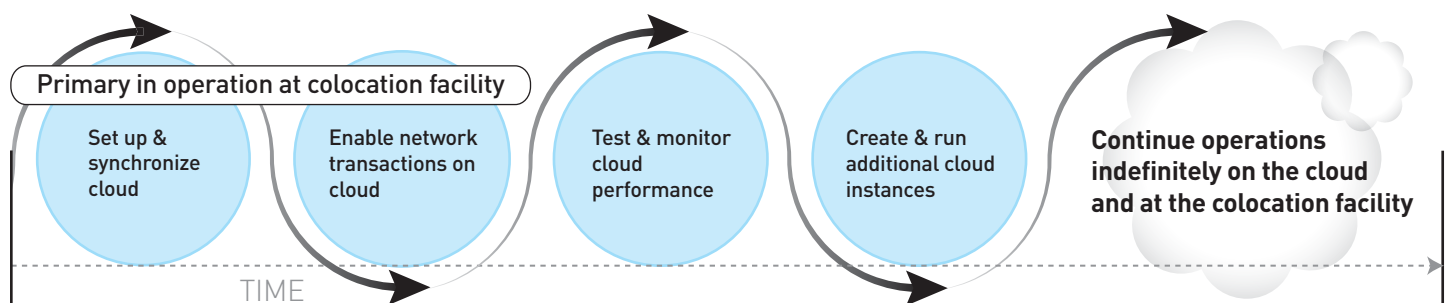 Primary in operation at colocation facility
Set up &
synchronize
cloud
Enable network
transactions on
cloud
Test & monitor
cloud
performance
Create & run
additional cloud
instances
Continue operations
indefinitely on the cloud
and at the colocation facility
TIME